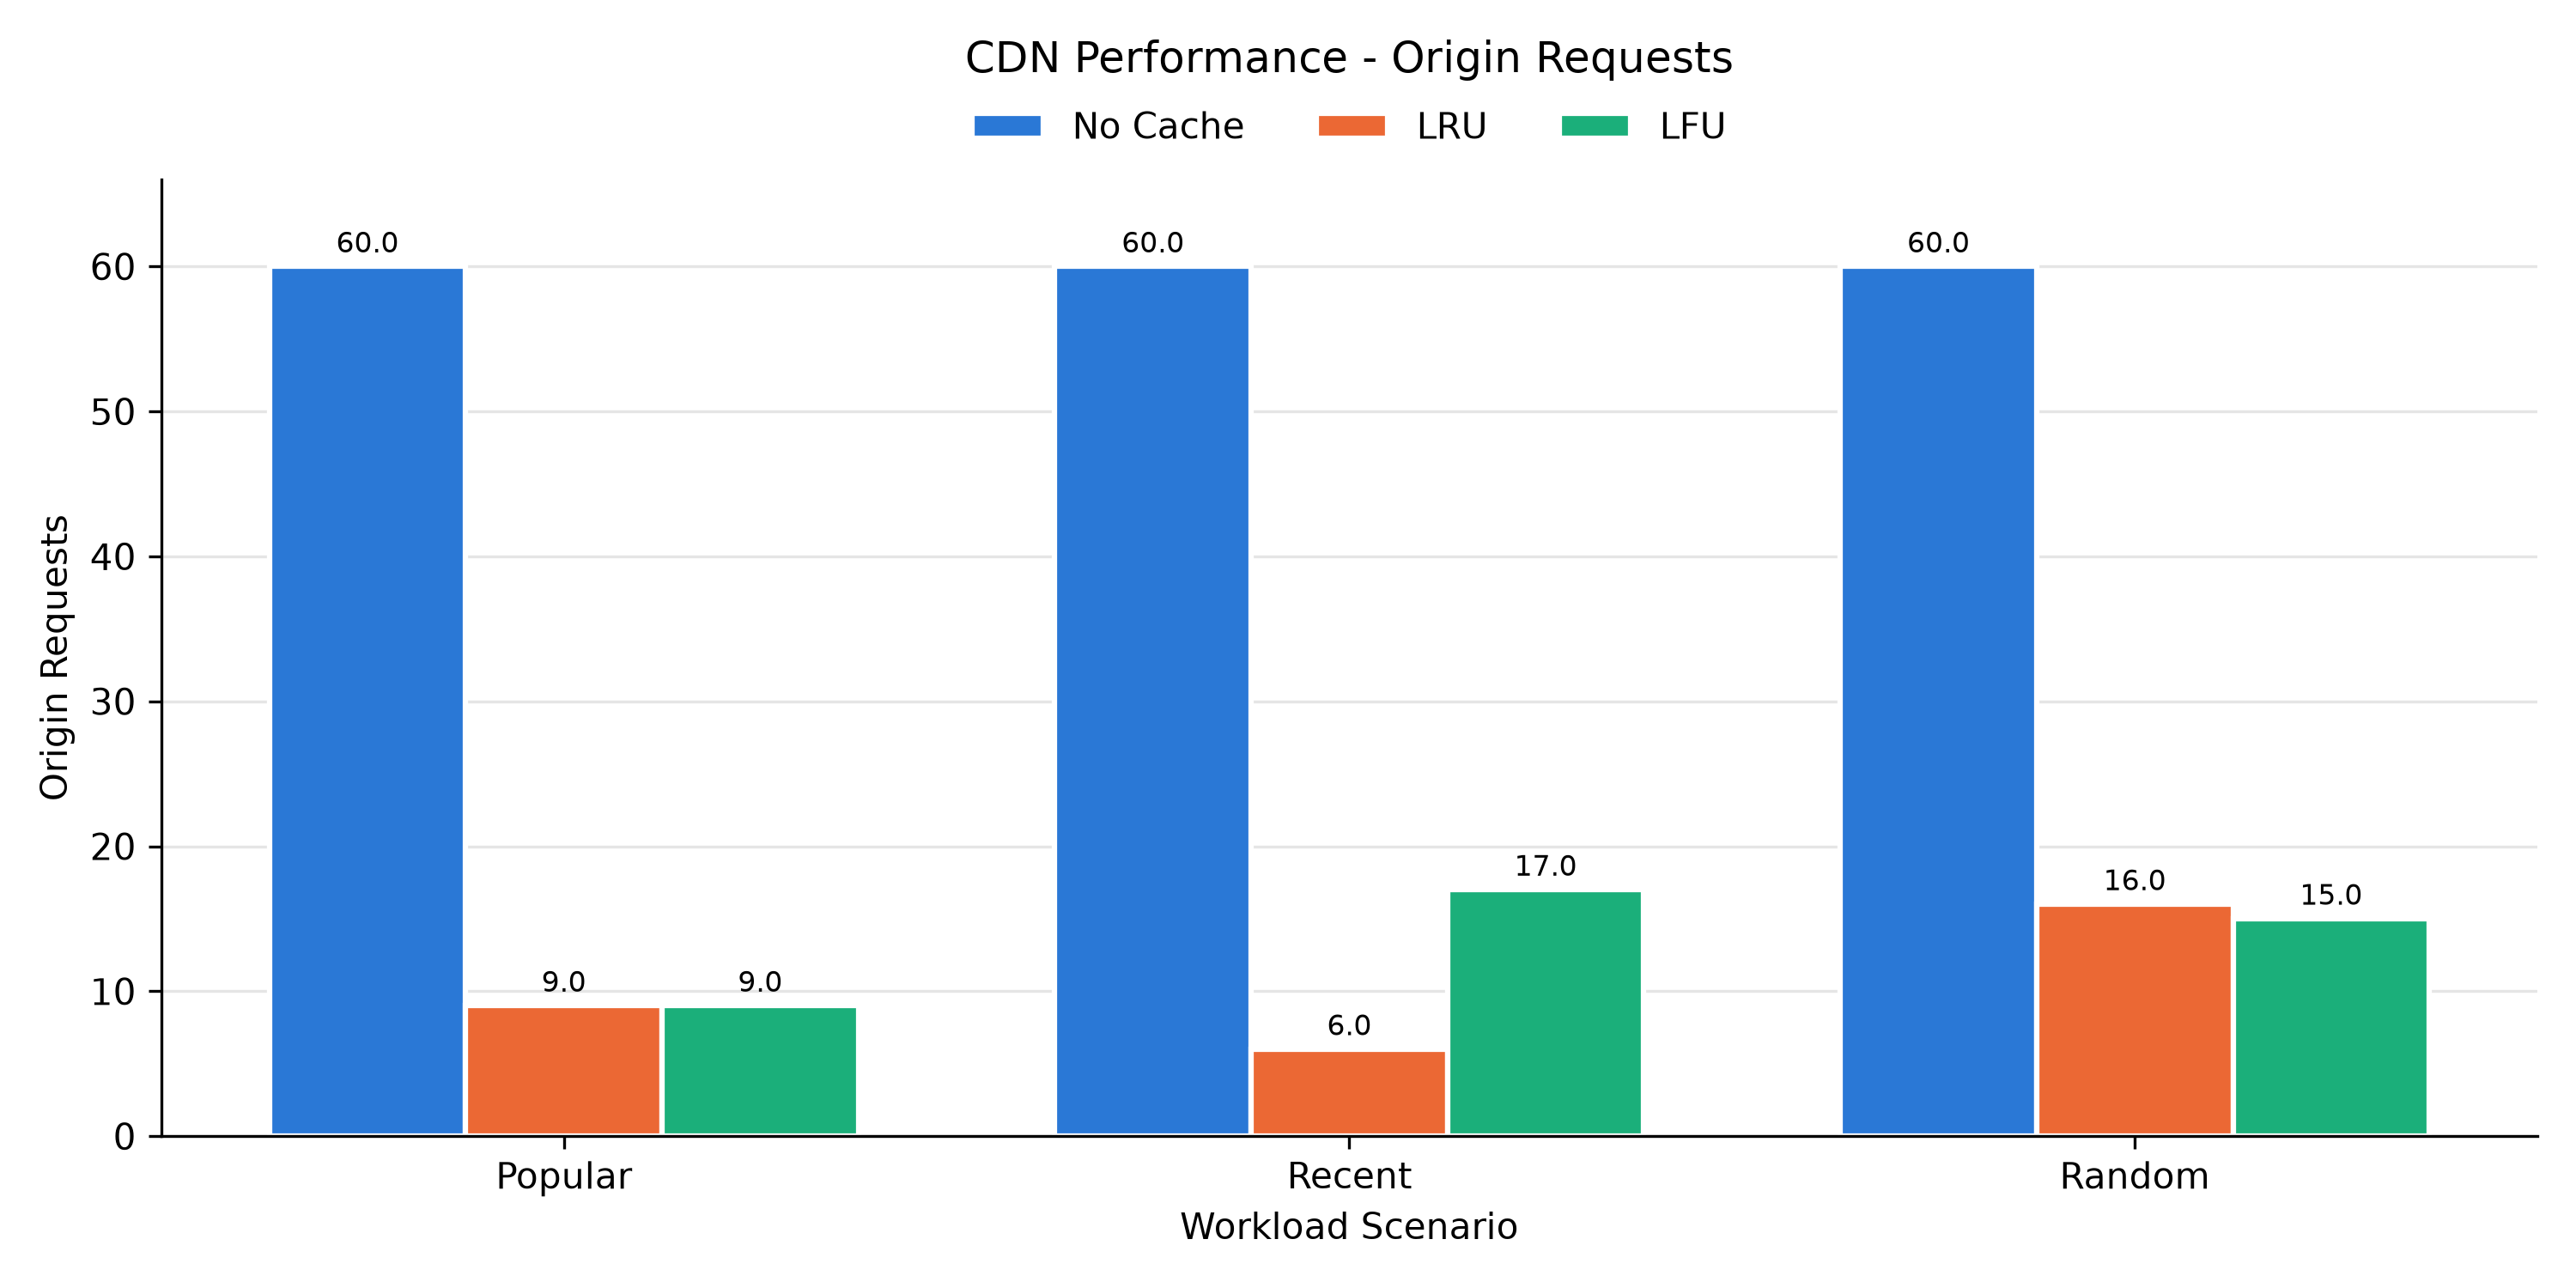 CDN Performance - Origin Requests
No Cache LRU LFU
Origin Requests
60
50
40
30
20
10
0
60.0 9.0 9.0
60.0 6.0 17.0
60.0 16.0 15.0
Popular Recent Random
Workload Scenario